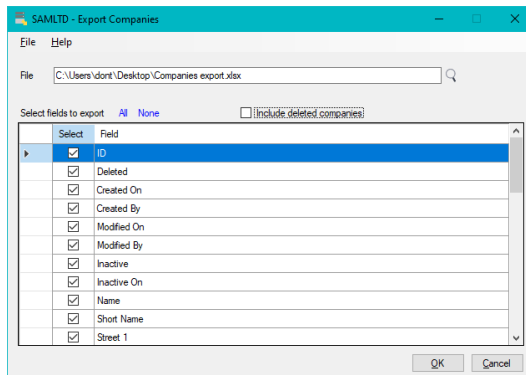 SAMLTD - Export Companies
File Help
File C:\Users\dont\Desktop\Companies export.xlsx
Select fields to export All None Include deleted companies
Select Field
ID
Deleted
Created On
Created By
Modified On
Modified By
Inactive
Inactive On
Name
Short Name
Street 1
OK Cancel